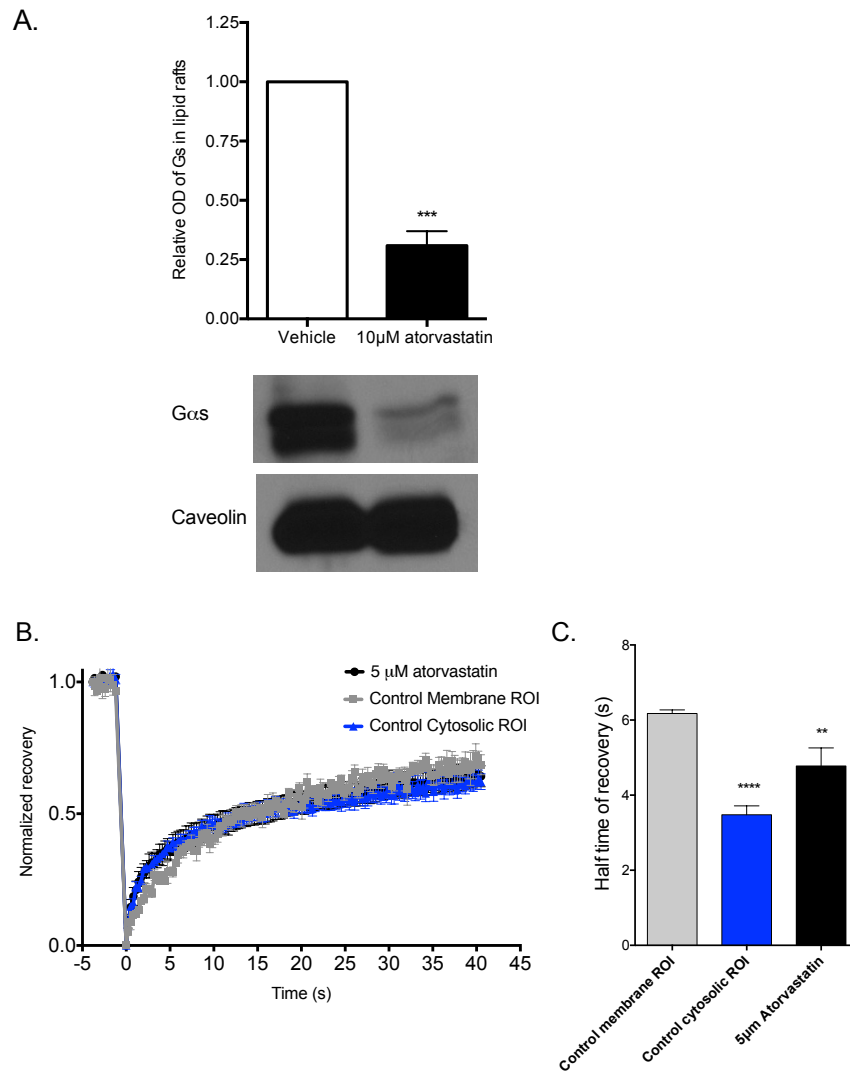 A.
Relative OD of Gs in lipid rafts
1.25
1.00
0.75
0.50
0.25
0.00
***
Vehicle
10µM atorvastatin
Gαs
Caveolin
B.
Normalized recovery
1.0
0.5
0.0
5 µM atorvastatin
Control Membrane ROI
Control Cytosolic ROI
-5 0 5 10 15 20 25 30 35 40 45
Time (s)
C.
Half time of recovery (s)
8
6
4
2
0
****
**
Control membrane ROI
Control cytosolic ROI
5µm Atorvastatin